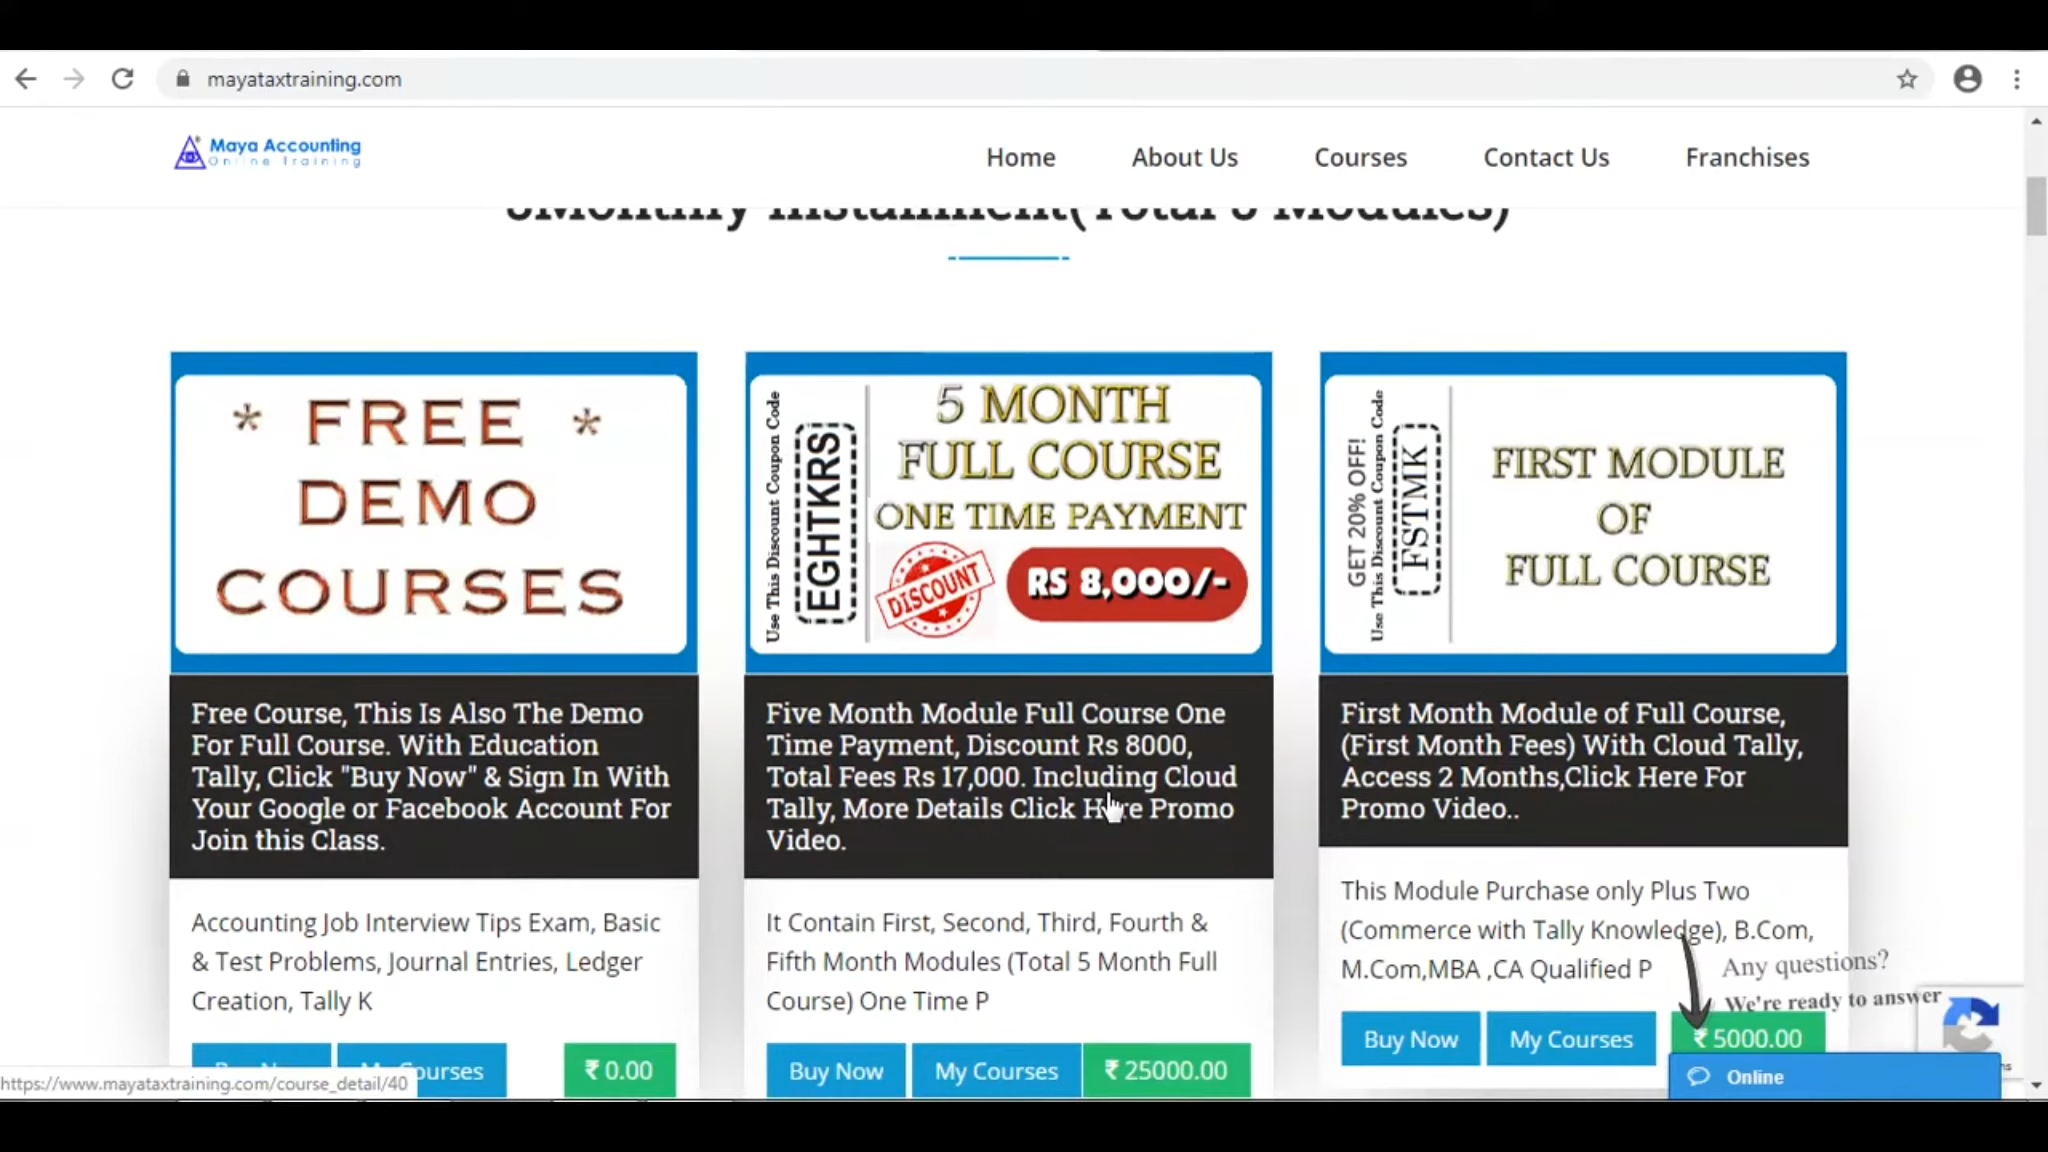 mayataxtraining.com
Maya Accounting
Online Training
Home
About Us
Courses
Contact Us
Franchises
Monthly Installment(Total 5 Modules)
* FREE *
DEMO
COURSES
Free Course, This Is Also The Demo
For Full Course. With Education
Tally, Click "Buy Now" & Sign In With
Your Google or Facebook Account For
Join this Class.
Accounting Job Interview Tips Exam, Basic
& Test Problems, Journal Entries, Ledger
Creation, Tally K
My Courses
₹ 0.00
Use This Discount Coupon Code
EGHTKRS
5 MONTH
FULL COURSE
ONE TIME PAYMENT
DISCOUNT
RS 8,000/-
Five Month Module Full Course One
Time Payment, Discount Rs 8000,
Total Fees Rs 17,000. Including Cloud
Tally, More Details Click Here Promo
Video.
It Contain First, Second, Third, Fourth &
Fifth Month Modules (Total 5 Month Full
Course) One Time P
Buy Now
My Courses
₹ 25000.00
GET 20% OFF!
Use This Discount Coupon Code
FSTMK
FIRST MODULE
OF
FULL COURSE
First Month Module of Full Course,
(First Month Fees) With Cloud Tally,
Access 2 Months,Click Here For
Promo Video..
This Module Purchase only Plus Two
(Commerce with Tally Knowledge), B.Com,
M.Com,MBA ,CA Qualified P
Buy Now
My Courses
₹ 5000.00
Any questions?
We're ready to answer
Online
https://www.mayataxtraining.com/course_detail/40